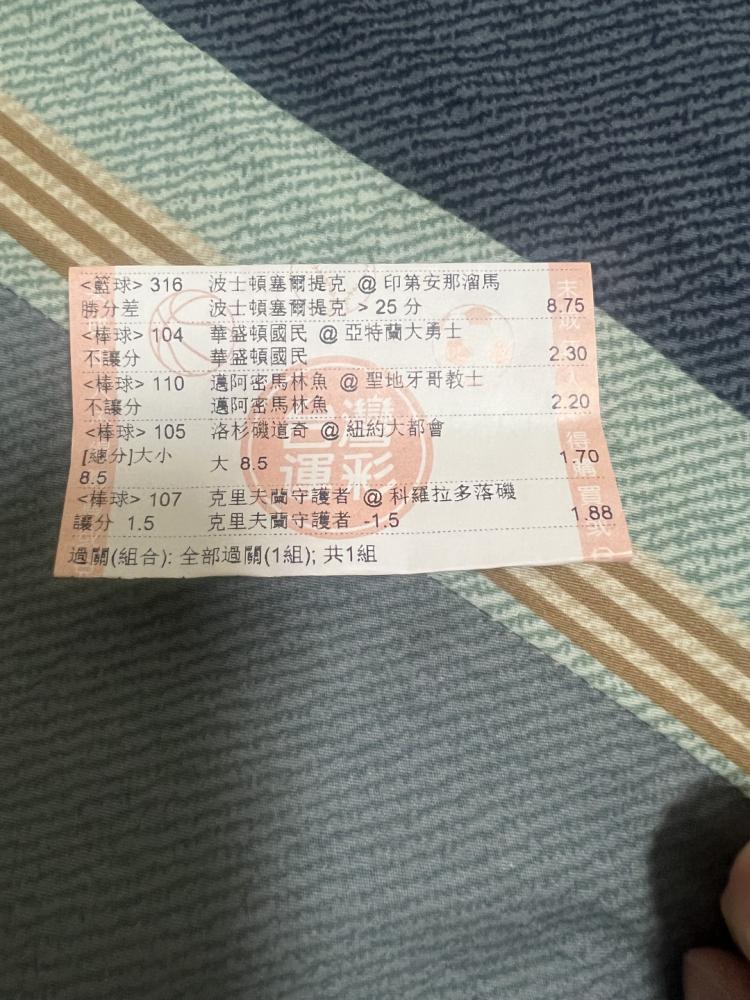 <籃球> 316 波士頓塞爾提克 @ 印第安那溜馬
勝分差 波士頓塞爾提克 > 25 分 8.75
<棒球> 104 華盛頓國民 @ 亞特蘭大勇士
不讓分 華盛頓國民 2.30
<棒球> 110 邁阿密馬林魚 @ 聖地牙哥教士
不讓分 邁阿密馬林魚 2.20
<棒球> 105 洛杉磯道奇 @ 紐約大都會
[總分]大小 大 8.5 1.70
8.5
<棒球> 107 克里夫蘭守護者 @ 科羅拉多落磯
讓分 1.5 克里夫蘭守護者 -1.5 1.88
過關(組合): 全部過關(1組); 共1組
台灣
運彩